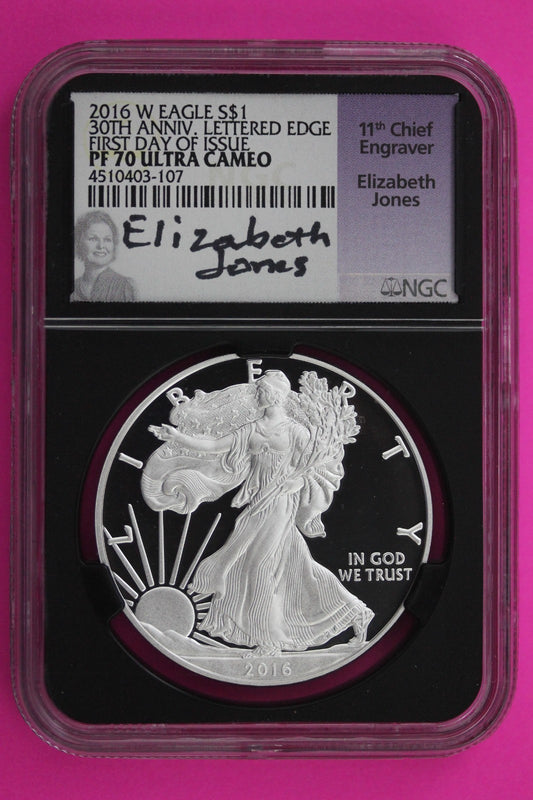 2016 W EAGLE S$1
30TH ANNIV. LETTERED EDGE
FIRST DAY OF ISSUE
PF 70 ULTRA CAMEO
4510403-107
NGC
Elizabeth
Jones
11th Chief
Engraver
Elizabeth
Jones
NGC
LIBERTY
IN GOD
WE TRUST
2016